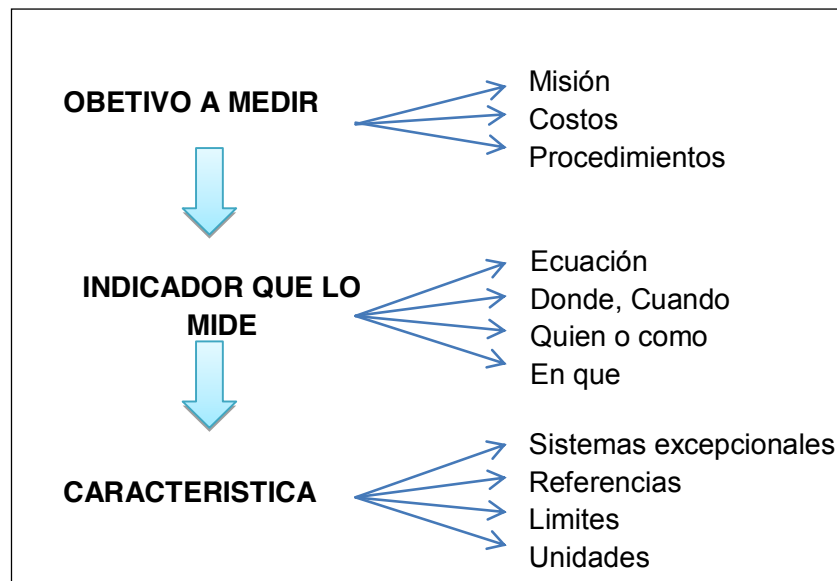 OBETIVO A MEDIR
Misión
Costos
Procedimientos
INDICADOR QUE LO
MIDE
Ecuación
Donde, Cuando
Quien o como
En que
CARACTERISTICA
Sistemas excepcionales
Referencias
Limites
Unidades